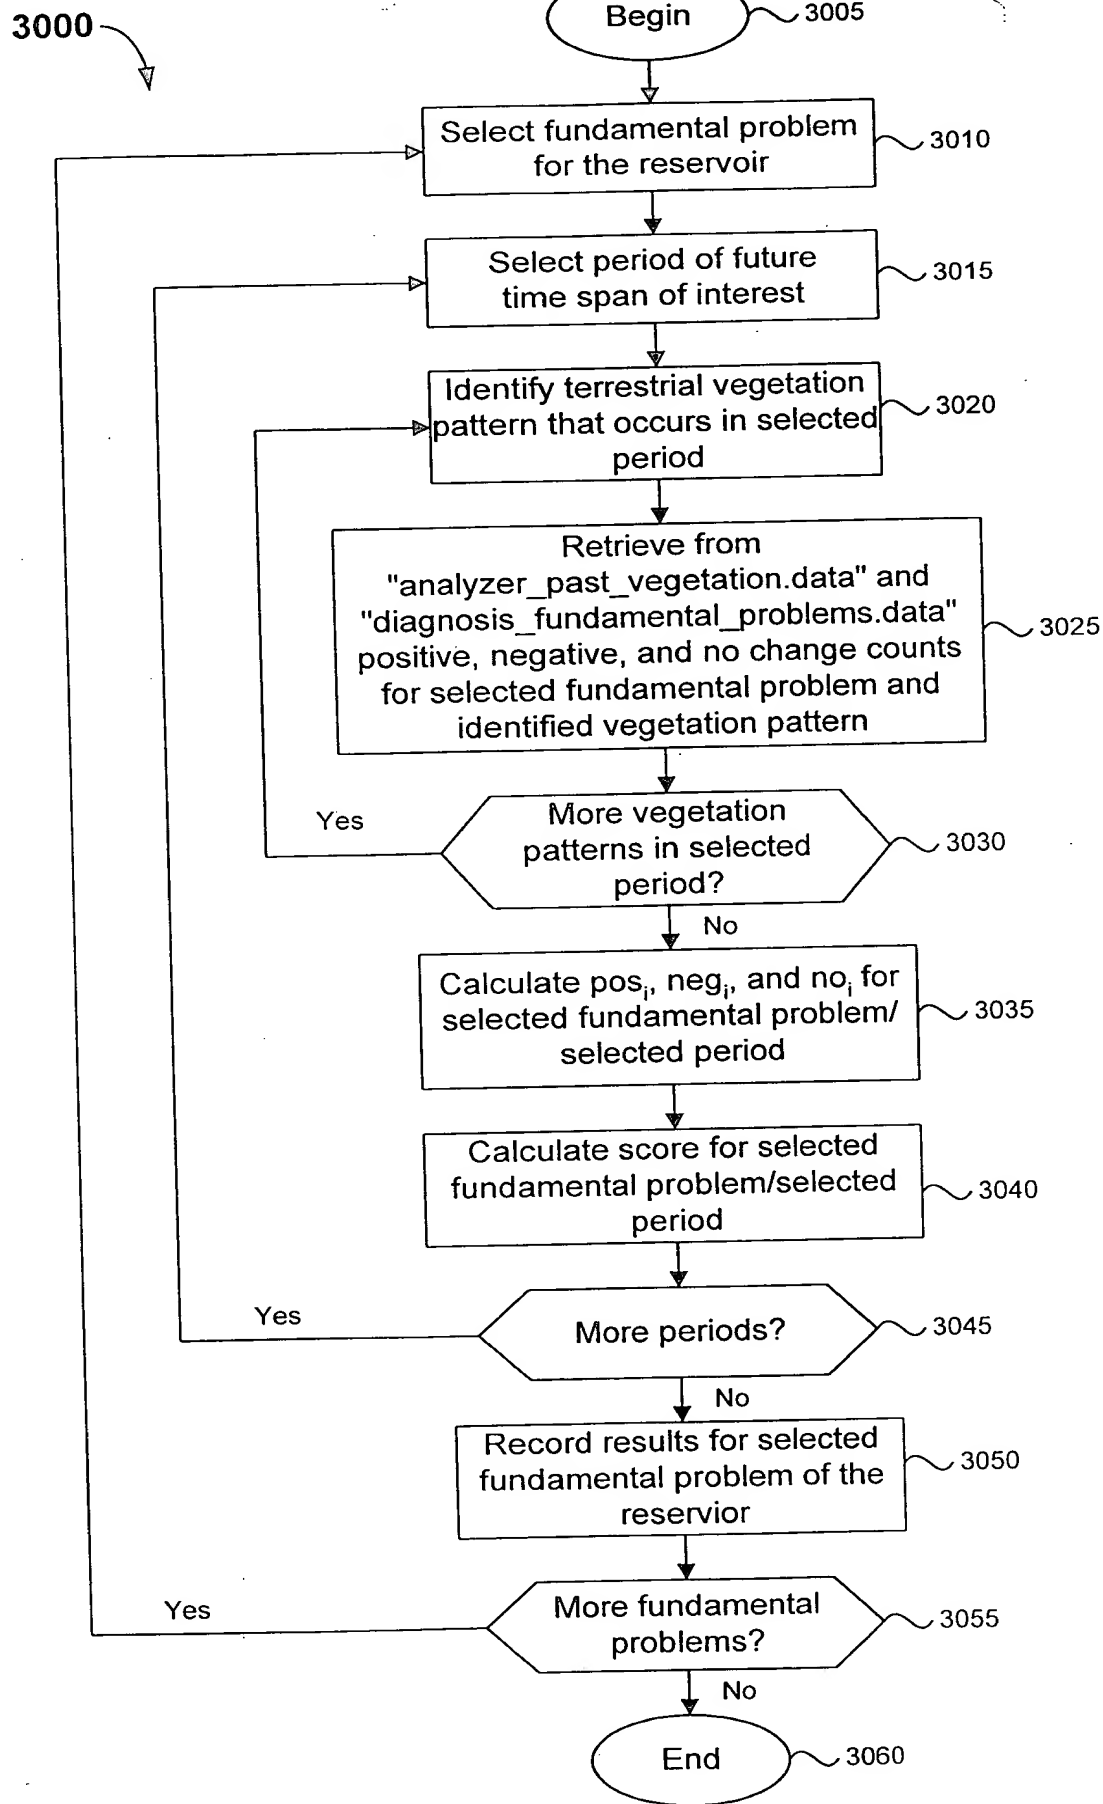 3000
Begin
3005
Select fundamental problem
for the reservoir
3010
Select period of future
time span of interest
3015
Identify terrestrial vegetation
pattern that occurs in selected
period
3020
Retrieve from
"analyzer_past_vegetation.data" and
"diagnosis_fundamental_problems.data"
positive, negative, and no change counts
for selected fundamental problem and
identified vegetation pattern
3025
More vegetation
patterns in selected
period?
3030
Yes
No
Calculate posi, negi, and noi for
selected fundamental problem/
selected period
3035
Calculate score for selected
fundamental problem/selected
period
3040
More periods?
3045
Yes
No
Record results for selected
fundamental problem of the
reservior
3050
More fundamental
problems?
3055
Yes
No
End
3060